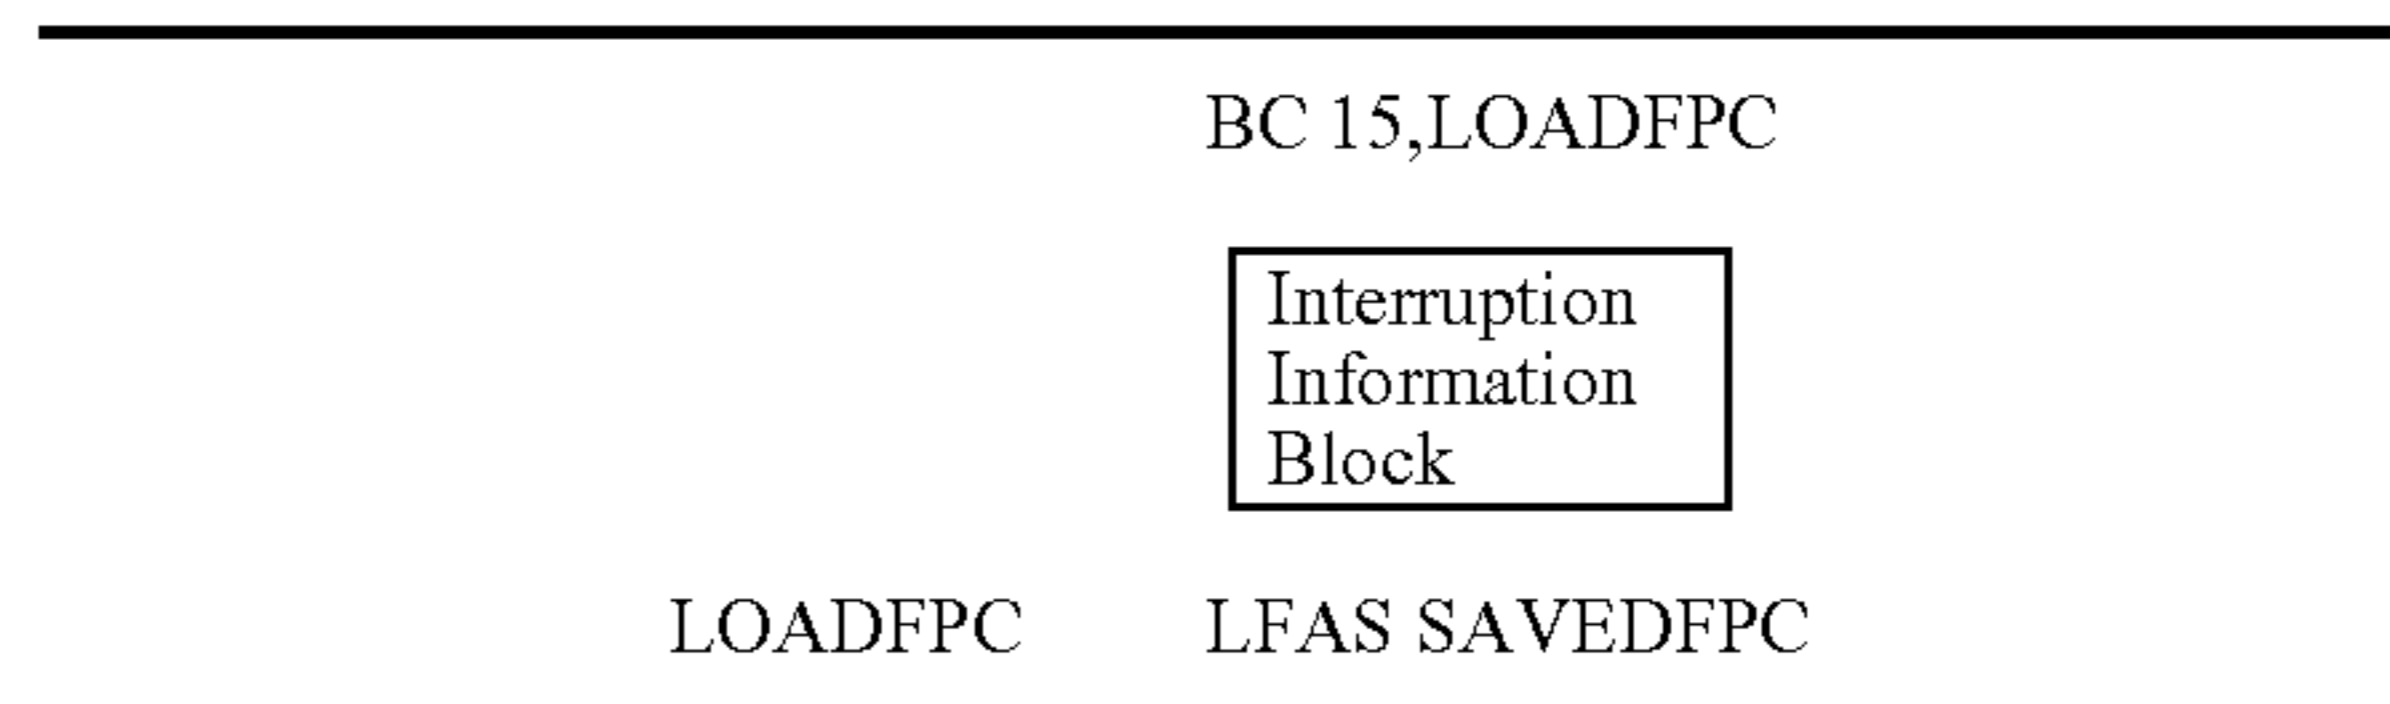 BC 15,LOADFPC
Interruption
Information
Block
LOADFPC LFAS SAVEDFPC